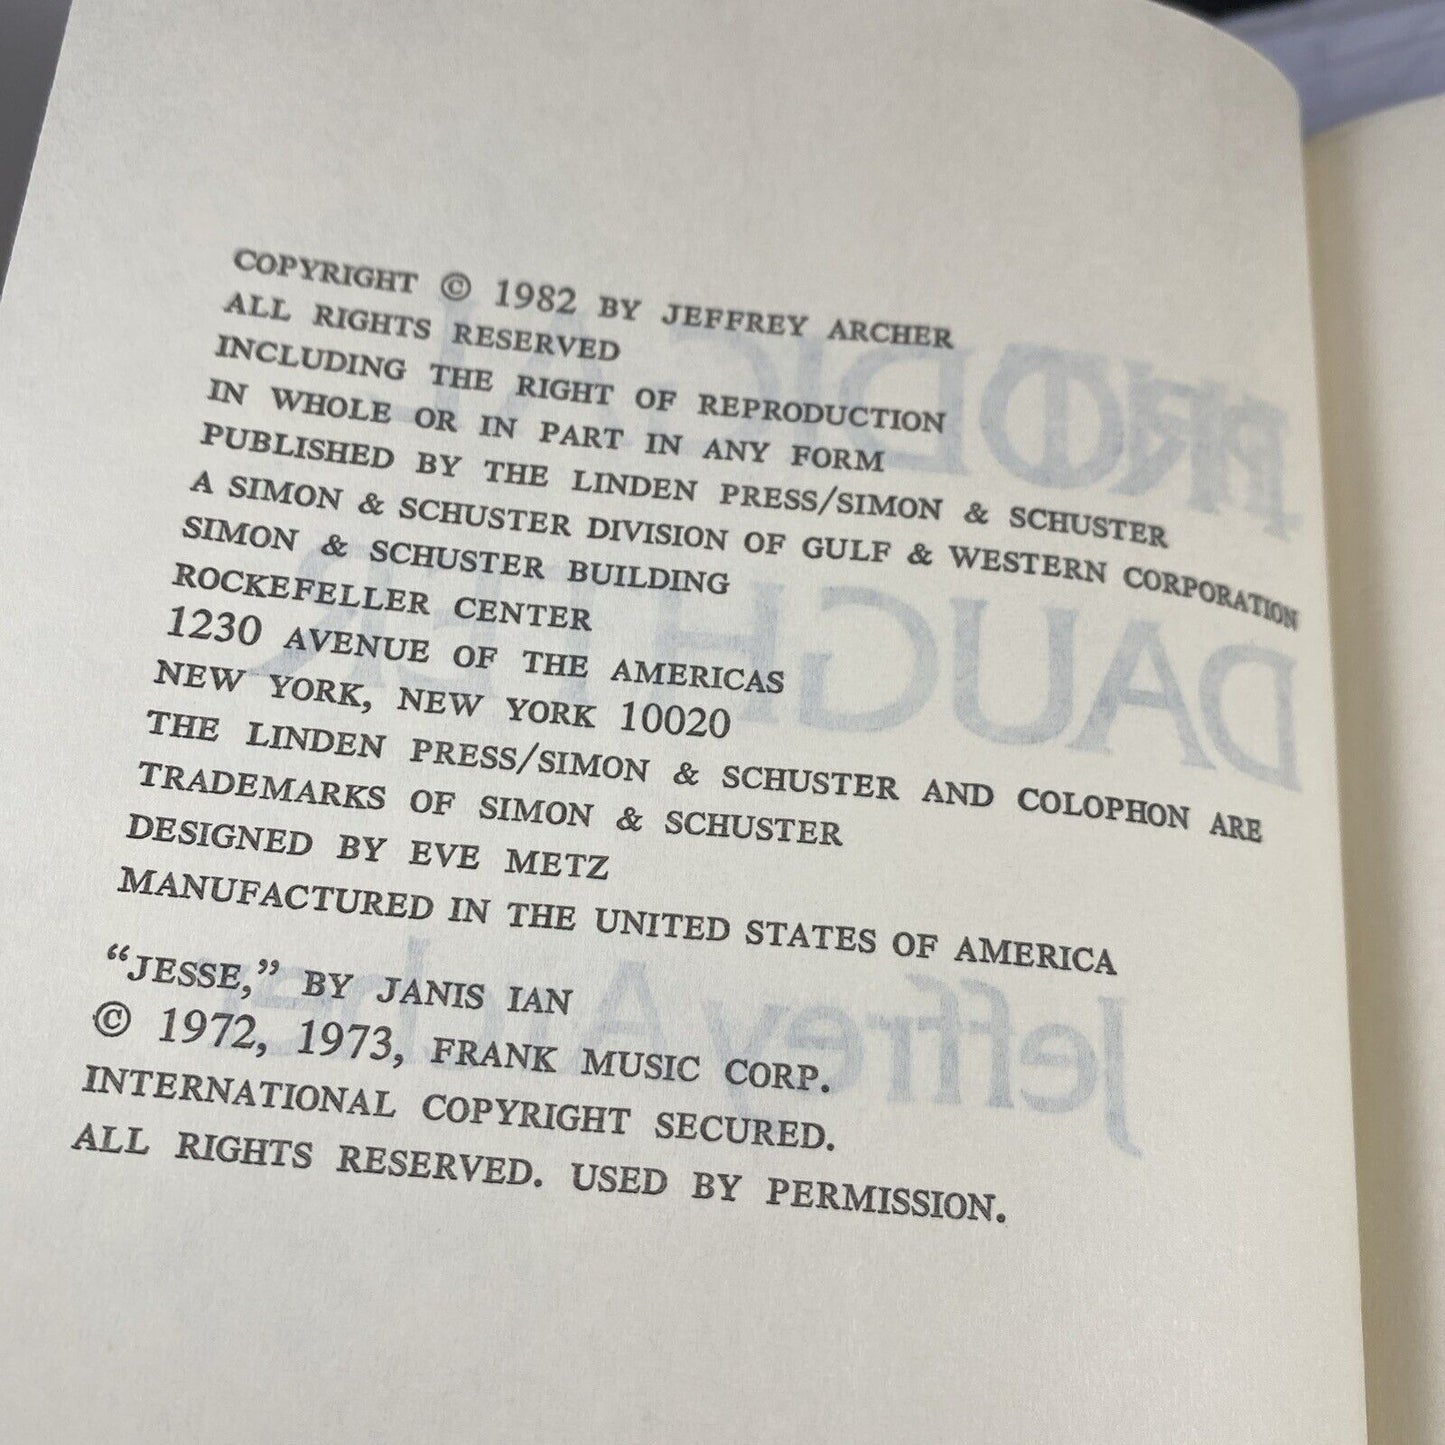 COPYRIGHT © 1982 BY JEFFREY ARCHER
ALL RIGHTS RESERVED
INCLUDING THE RIGHT OF REPRODUCTION
IN WHOLE OR IN PART IN ANY FORM
PUBLISHED BY THE LINDEN PRESS/SIMON & SCHUSTER
A SIMON & SCHUSTER DIVISION OF GULF & WESTERN CORPORATION
SIMON & SCHUSTER BUILDING
ROCKEFELLER CENTER
1230 AVENUE OF THE AMERICAS
NEW YORK, NEW YORK 10020
THE LINDEN PRESS/SIMON & SCHUSTER AND COLOPHON ARE
TRADEMARKS OF SIMON & SCHUSTER
DESIGNED BY EVE METZ
MANUFACTURED IN THE UNITED STATES OF AMERICA
“JESSE,” BY JANIS IAN
© 1972, 1973, FRANK MUSIC CORP.
INTERNATIONAL COPYRIGHT SECURED.
ALL RIGHTS RESERVED. USED BY PERMISSION.
PRODIGAL
DAUGHTER
Jeffrey Archer